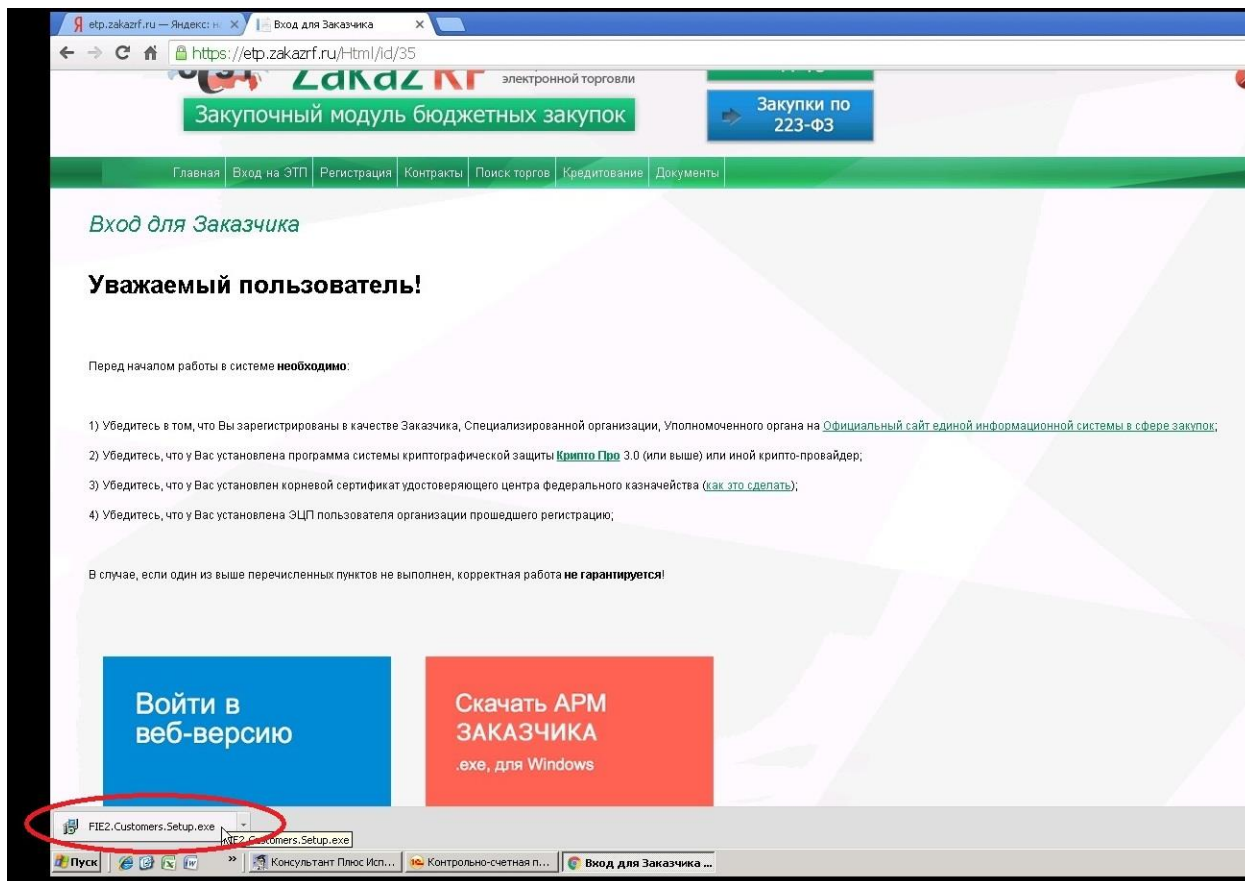 etp.zakazrf.ru — Яндекс: н
Вход для Заказчика
https://etp.zakazrf.ru/Html/id/35
ZakaZ RF
электронной торговли
Закупочный модуль бюджетных закупок
Закупки по
223-ФЗ
Главная Вход на ЭТП Регистрация Контракты Поиск торгов Кредитование Документы
Вход для Заказчика
Уважаемый пользователь!
Перед началом работы в системе необходимо:
1) Убедитесь в том, что Вы зарегистрированы в качестве Заказчика, Специализированной организации, Уполномоченного органа на Официальный сайт единой информационной системы в сфере закупок;
2) Убедитесь, что у Вас установлена программа системы криптографической защиты Крипто Про 3.0 (или выше) или иной крипто-провайдер;
3) Убедитесь, что у Вас установлен корневой сертификат удостоверяющего центра федерального казначейства (как это сделать);
4) Убедитесь, что у Вас установлена ЭЦП пользователя организации прошедшего регистрацию;
В случае, если один из выше перечисленных пунктов не выполнен, корректная работа не гарантируется!
Войти в
веб-версию
Скачать АРМ
ЗАКАЗЧИКА
.exe, для Windows
FIE2.Customers.Setup.exe
FIE2.Customers.Setup.exe
Пуск » Консультант Плюс Исп... Контрольно-счетная п... Вход для Заказчика ...